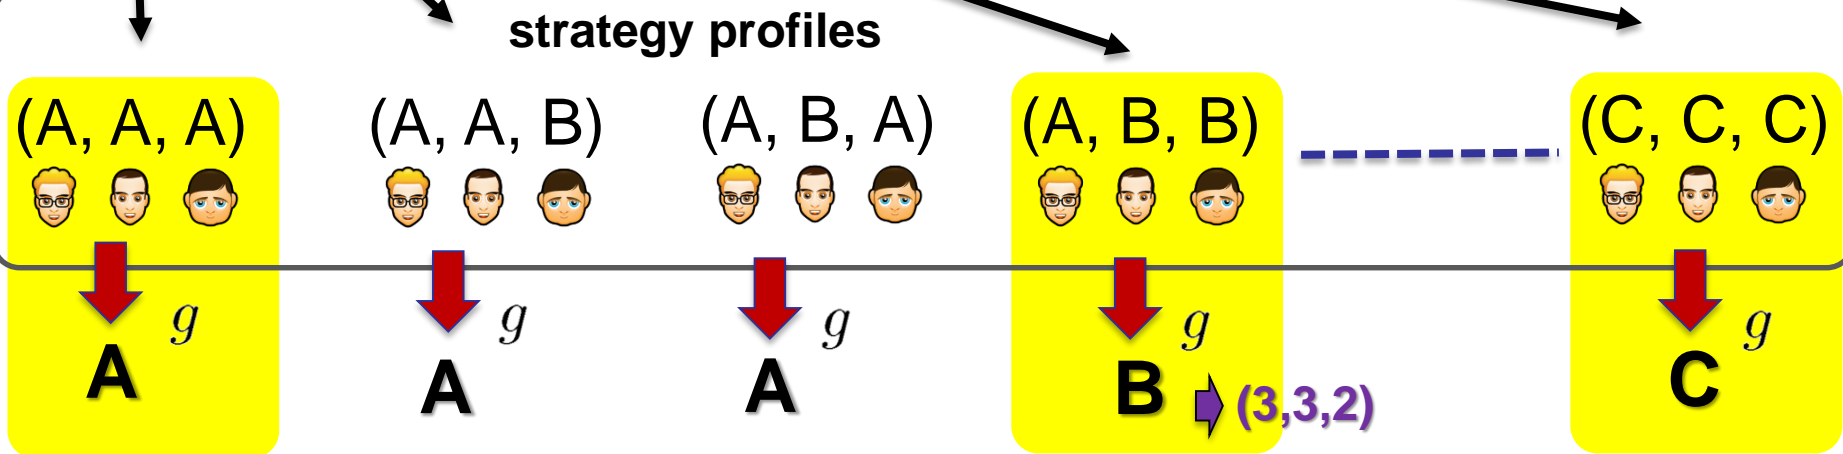 strategy profiles
(A, A, A) (A, A, B) (A, B, A) (A, B, B) (C, C, C)
g g g g g
A A A B (3,3,2) C